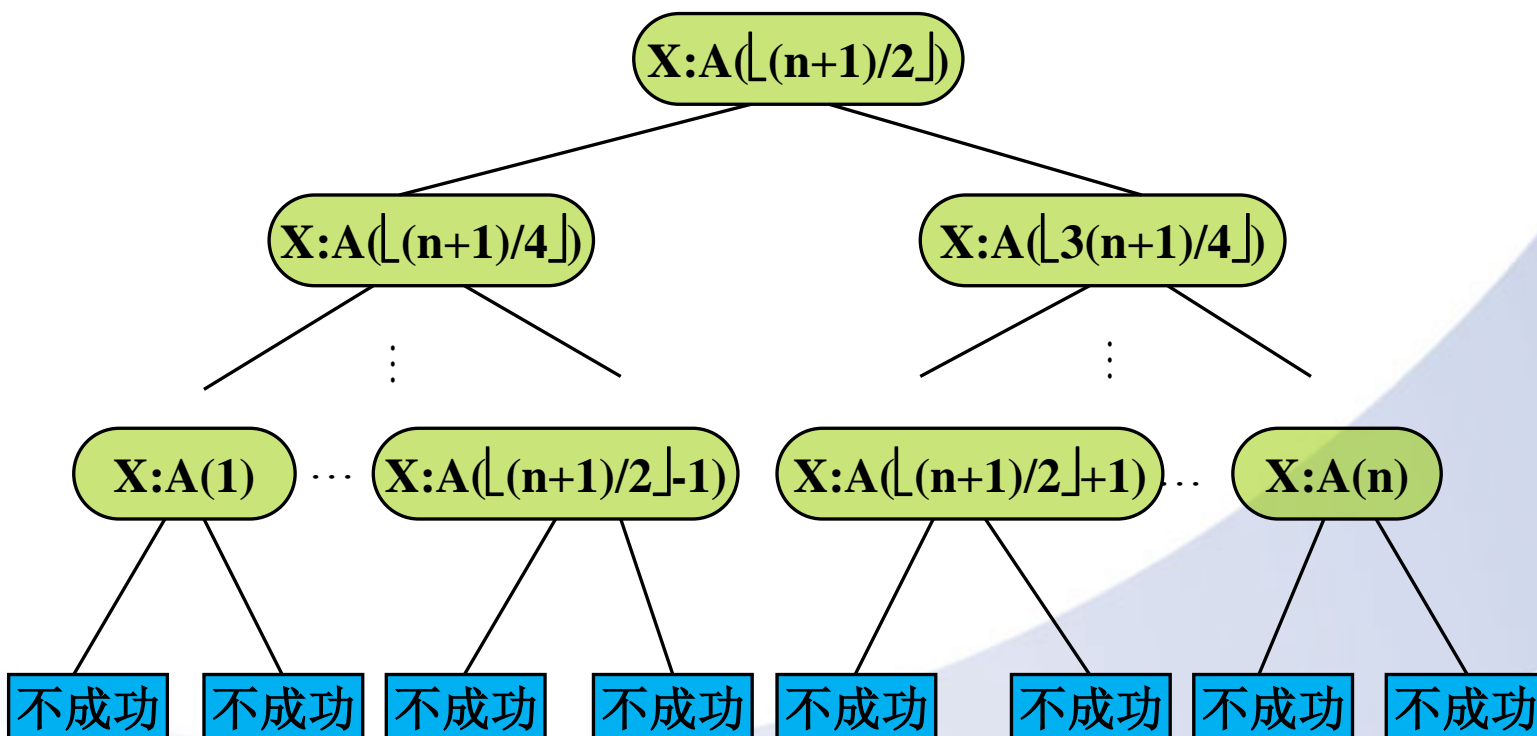 X:A(⌊(n+1)/2⌋)
X:A(⌊(n+1)/4⌋) X:A(⌊3(n+1)/4⌋)
⋮ ⋮
X:A(1) … X:A(⌊(n+1)/2⌋-1) X:A(⌊(n+1)/2⌋+1) … X:A(n)
不成功 不成功 不成功 不成功 不成功 不成功 不成功 不成功